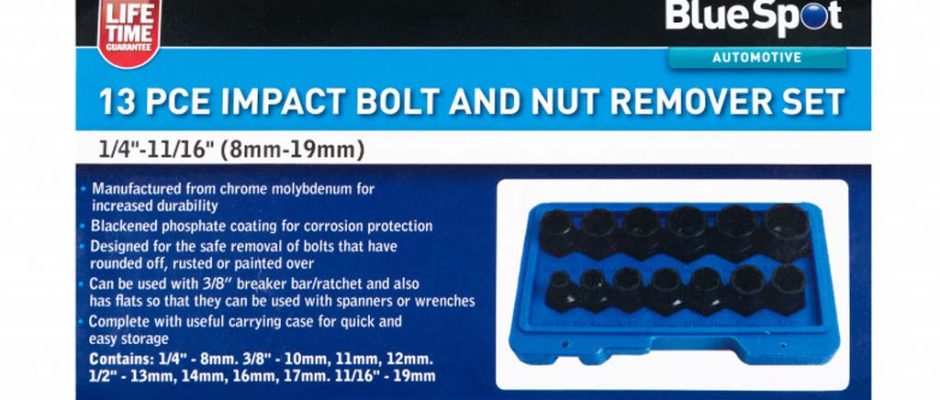 LIFE
TIME
GUARANTEE
BlueSpot
AUTOMOTIVE
13 PCE IMPACT BOLT AND NUT REMOVER SET
1/4"-11/16" (8mm-19mm)
• Manufactured from chrome molybdenum for
increased durability
• Blackened phosphate coating for corrosion protection
• Designed for the safe removal of bolts that have
rounded off, rusted or painted over
• Can be used with 3/8” breaker bar/ratchet and also
has flats so that they can be used with spanners or wrenches
• Complete with useful carrying case for quick and
easy storage
Contains: 1/4" - 8mm. 3/8" - 10mm, 11mm, 12mm.
1/2" - 13mm, 14mm, 16mm, 17mm. 11/16" - 19mm